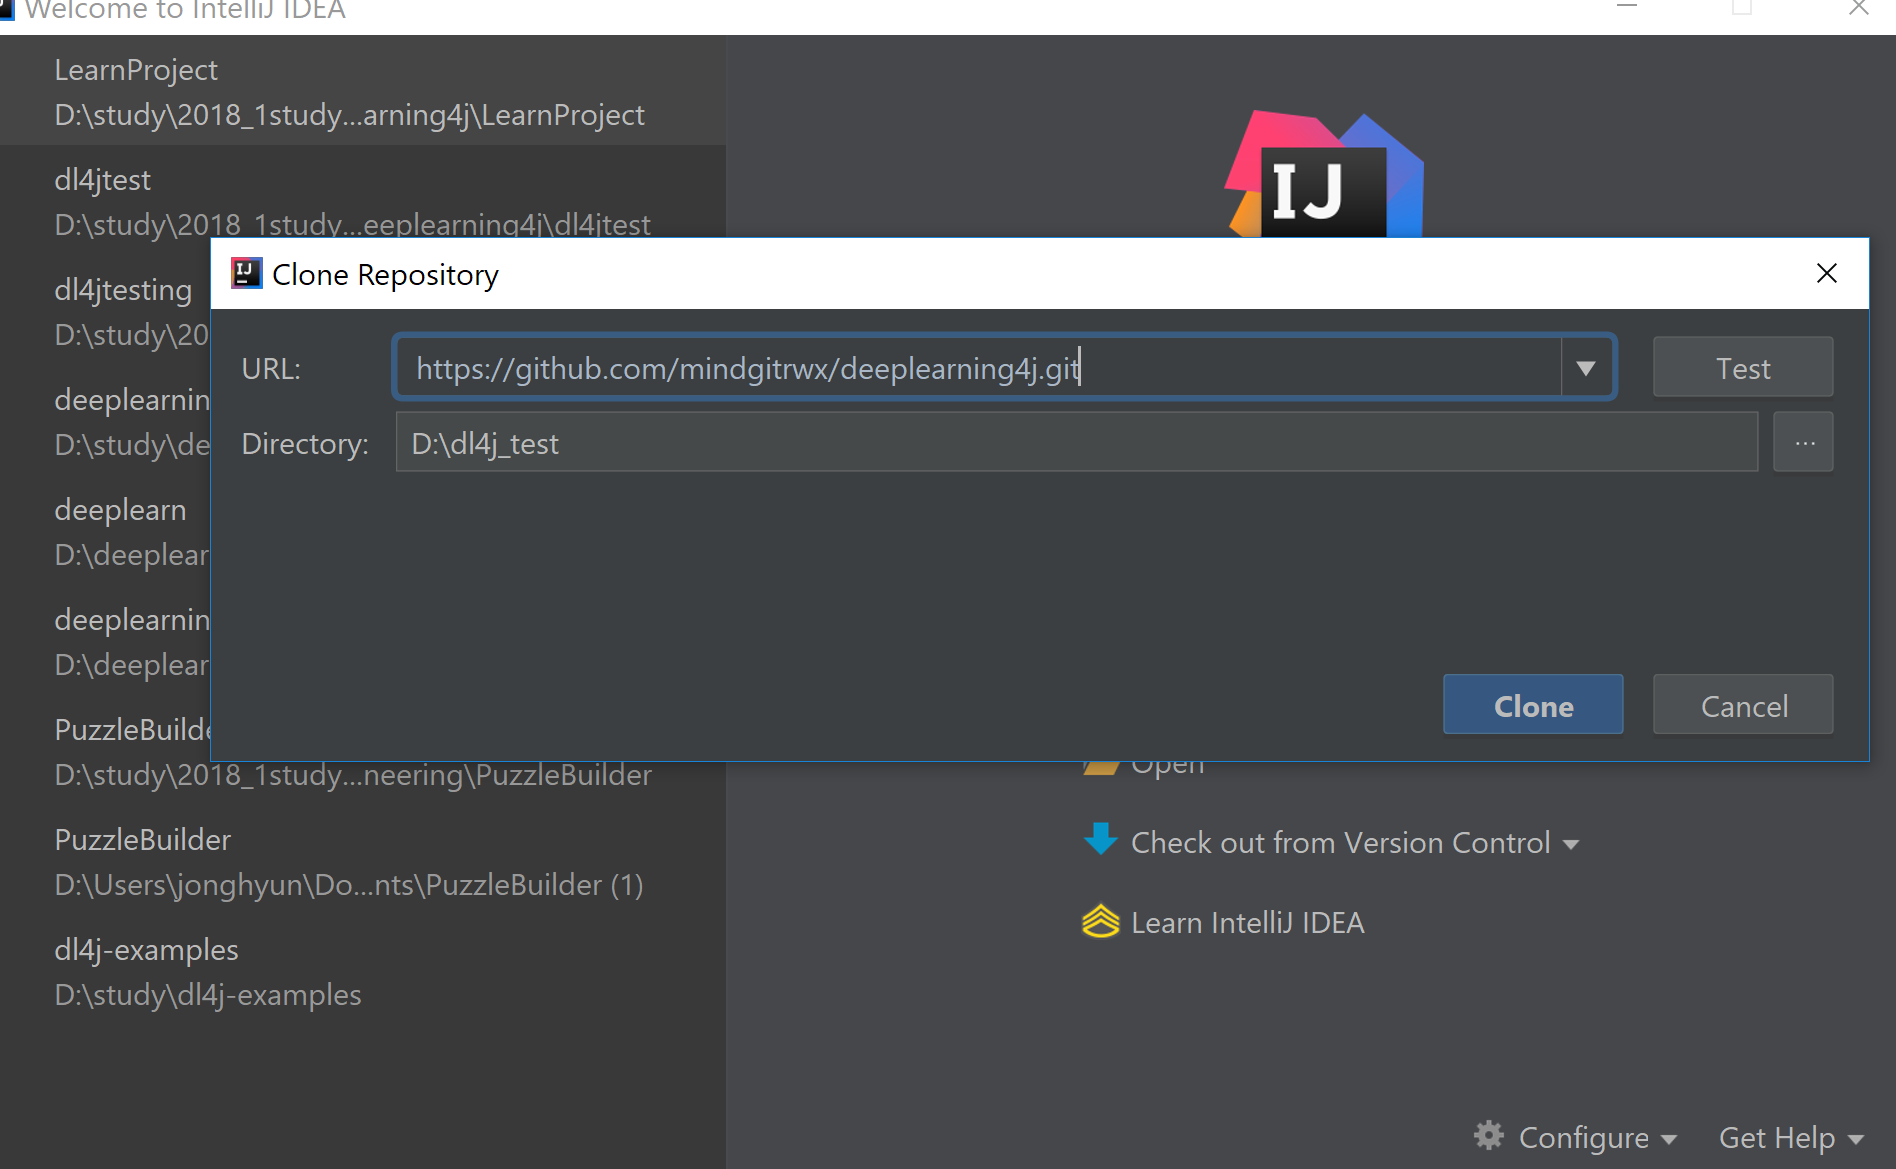 Welcome to IntelliJ IDEA
LearnProject
D:\study\2018_1study...arning4j\LearnProject
dl4jtest
D:\study\2018_1study...eeplearning4j\dl4jtest
dl4jtesting
D:\study\20
deeplearnin
D:\study\de
deeplearn
D:\deeplear
deeplearnin
D:\deeplear
PuzzleBuilde
D:\study\2018_1study...neering\PuzzleBuilder
PuzzleBuilder
D:\Users\jonghyun\Do...nts\PuzzleBuilder (1)
dl4j-examples
D:\study\dl4j-examples
IJ
IJ
Clone Repository
URL:
https://github.com/mindgitrwx/deeplearning4j.git
Test
Directory:
D:\dl4j_test
...
Clone
Cancel
Open
Check out from Version Control
Learn IntelliJ IDEA
Configure
Get Help